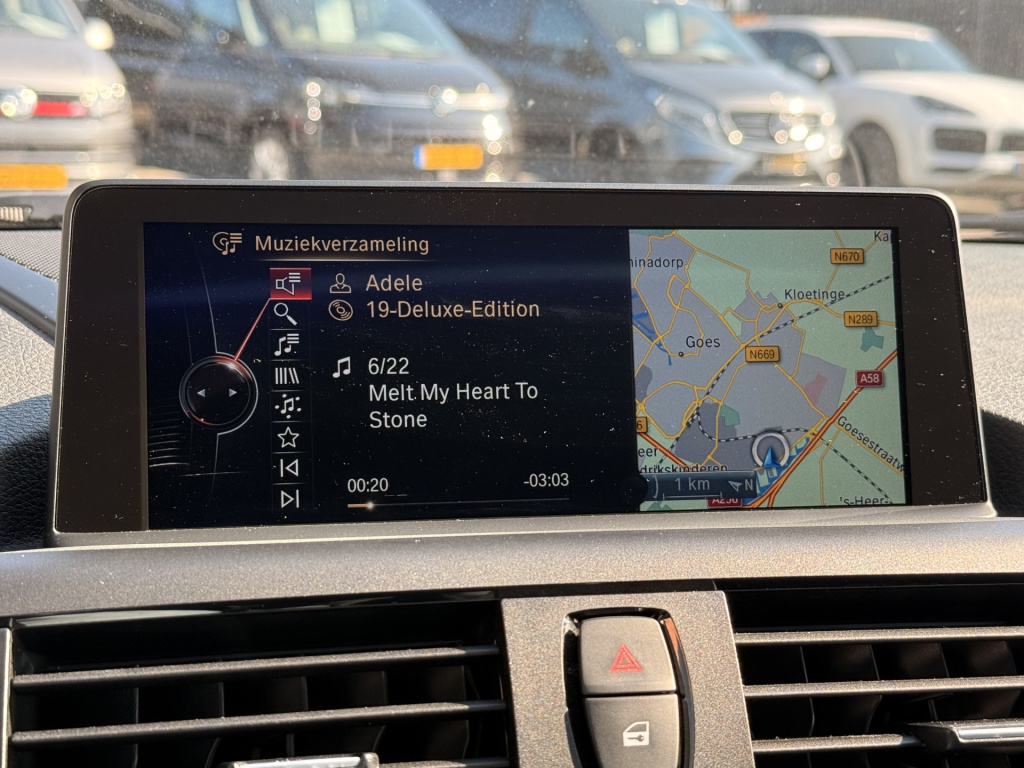 Muziekverzameling
Adele
19-Deluxe-Edition
6/22
Melt My Heart To
Stone
00:20
-03:03
N670
Kloetinge
N289
Goes
N669
A58
Goesestraatw
drikskinderen
1 km
N
's-Heer-